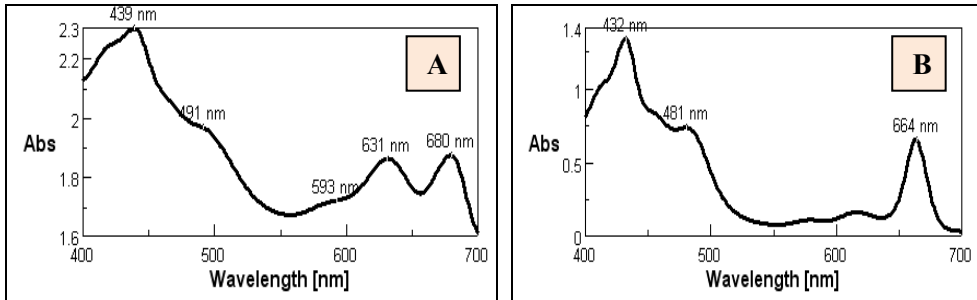 2.3
2.2
2
1.8
1.6
Abs
400
500
600
700
Wavelength [nm]
439 nm
491 nm
593 nm
631 nm
680 nm
A
1.4
1
0.5
0
Abs
400
500
600
700
Wavelength [nm]
432 nm
481 nm
664 nm
B